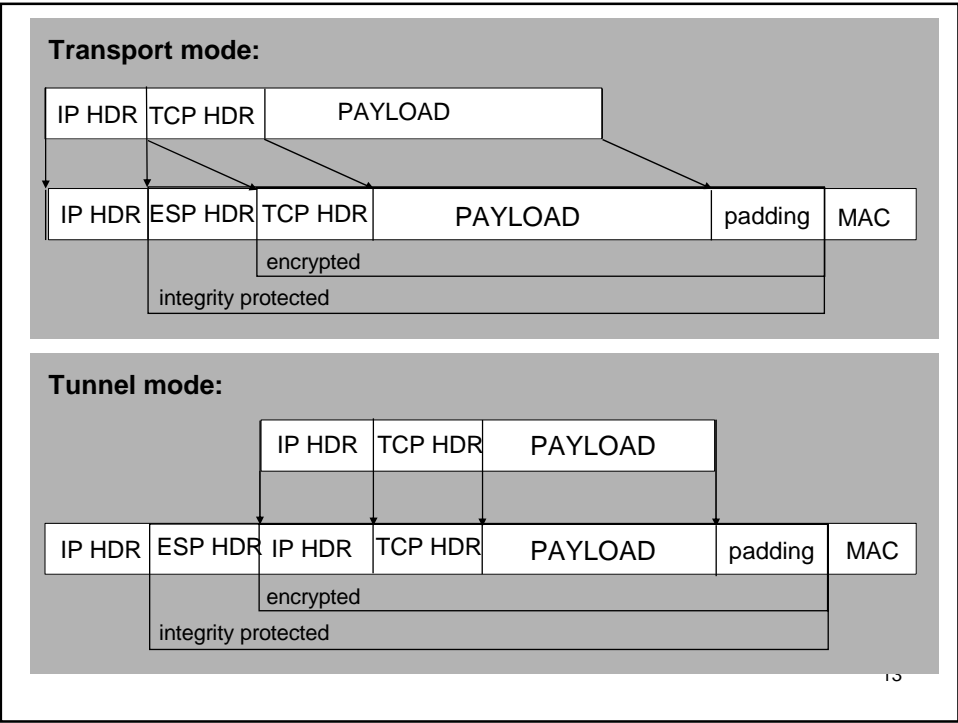 Transport mode:
IP HDR TCP HDR PAYLOAD
IP HDR ESP HDR TCP HDR PAYLOAD padding MAC
encrypted
integrity protected
Tunnel mode:
IP HDR TCP HDR PAYLOAD
IP HDR ESP HDR IP HDR TCP HDR PAYLOAD padding MAC
encrypted
integrity protected
13